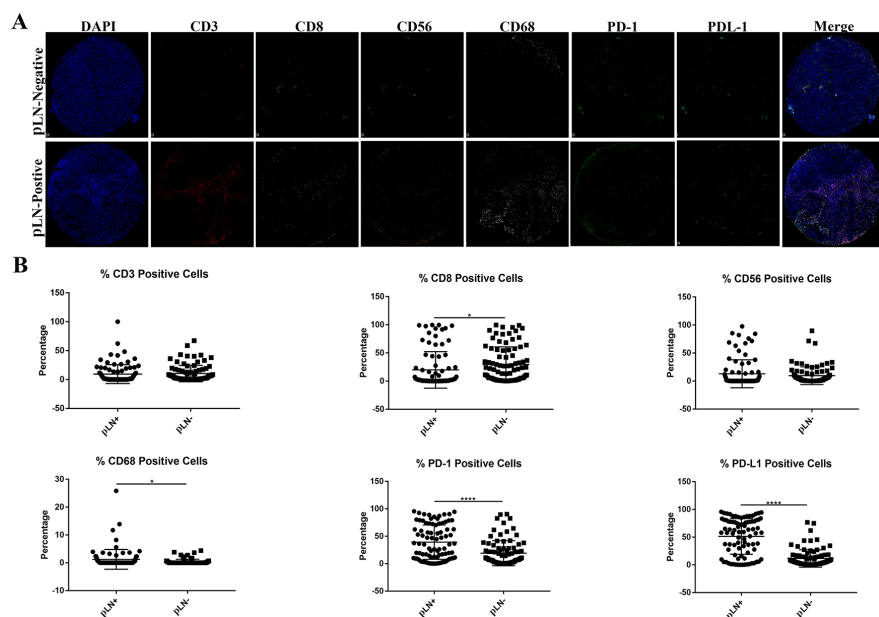 A
DAPI CD3 CD8 CD56 CD68 PD-1 PDL-1 Merge
pLN-Negative
pLN-Postive
B
% CD3 Positive Cells
Percentage
150
100
50
0
-50
pLN+ pLN-
% CD8 Positive Cells
Percentage
150
100
50
0
-50
*
pLN+ pLN-
% CD56 Positive Cells
Percentage
150
100
50
0
-50
pLN+ pLN-
% CD68 Positive Cells
Percentage
30
20
10
0
-10
*
pLN+ pLN-
% PD-1 Positive Cells
Percentage
150
100
50
0
-50
****
pLN+ pLN-
% PD-L1 Positive Cells
Percentage
150
100
50
0
-50
****
pLN+ pLN-